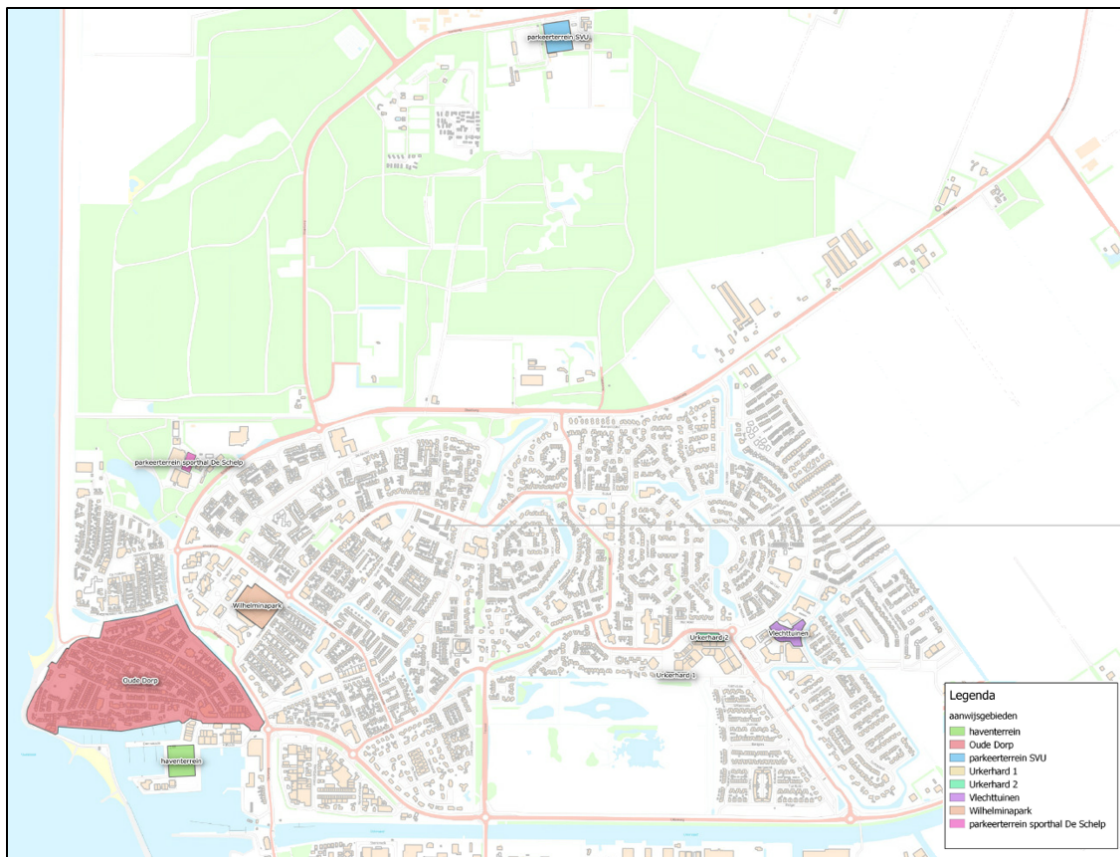 parkeerterrein SVU
parkeerterrein sporthal De Schelp
Wilhelminapark
Urkerhard 2
Vlechttuinen
Urkerhard 1
Oude Dorp
haventerrein
Legenda
aanwijsgebieden
haventerrein
Oude Dorp
parkeerterrein SVU
Urkerhard 1
Urkerhard 2
Vlechttuinen
Wilhelminapark
parkeerterrein sporthal De Schelp